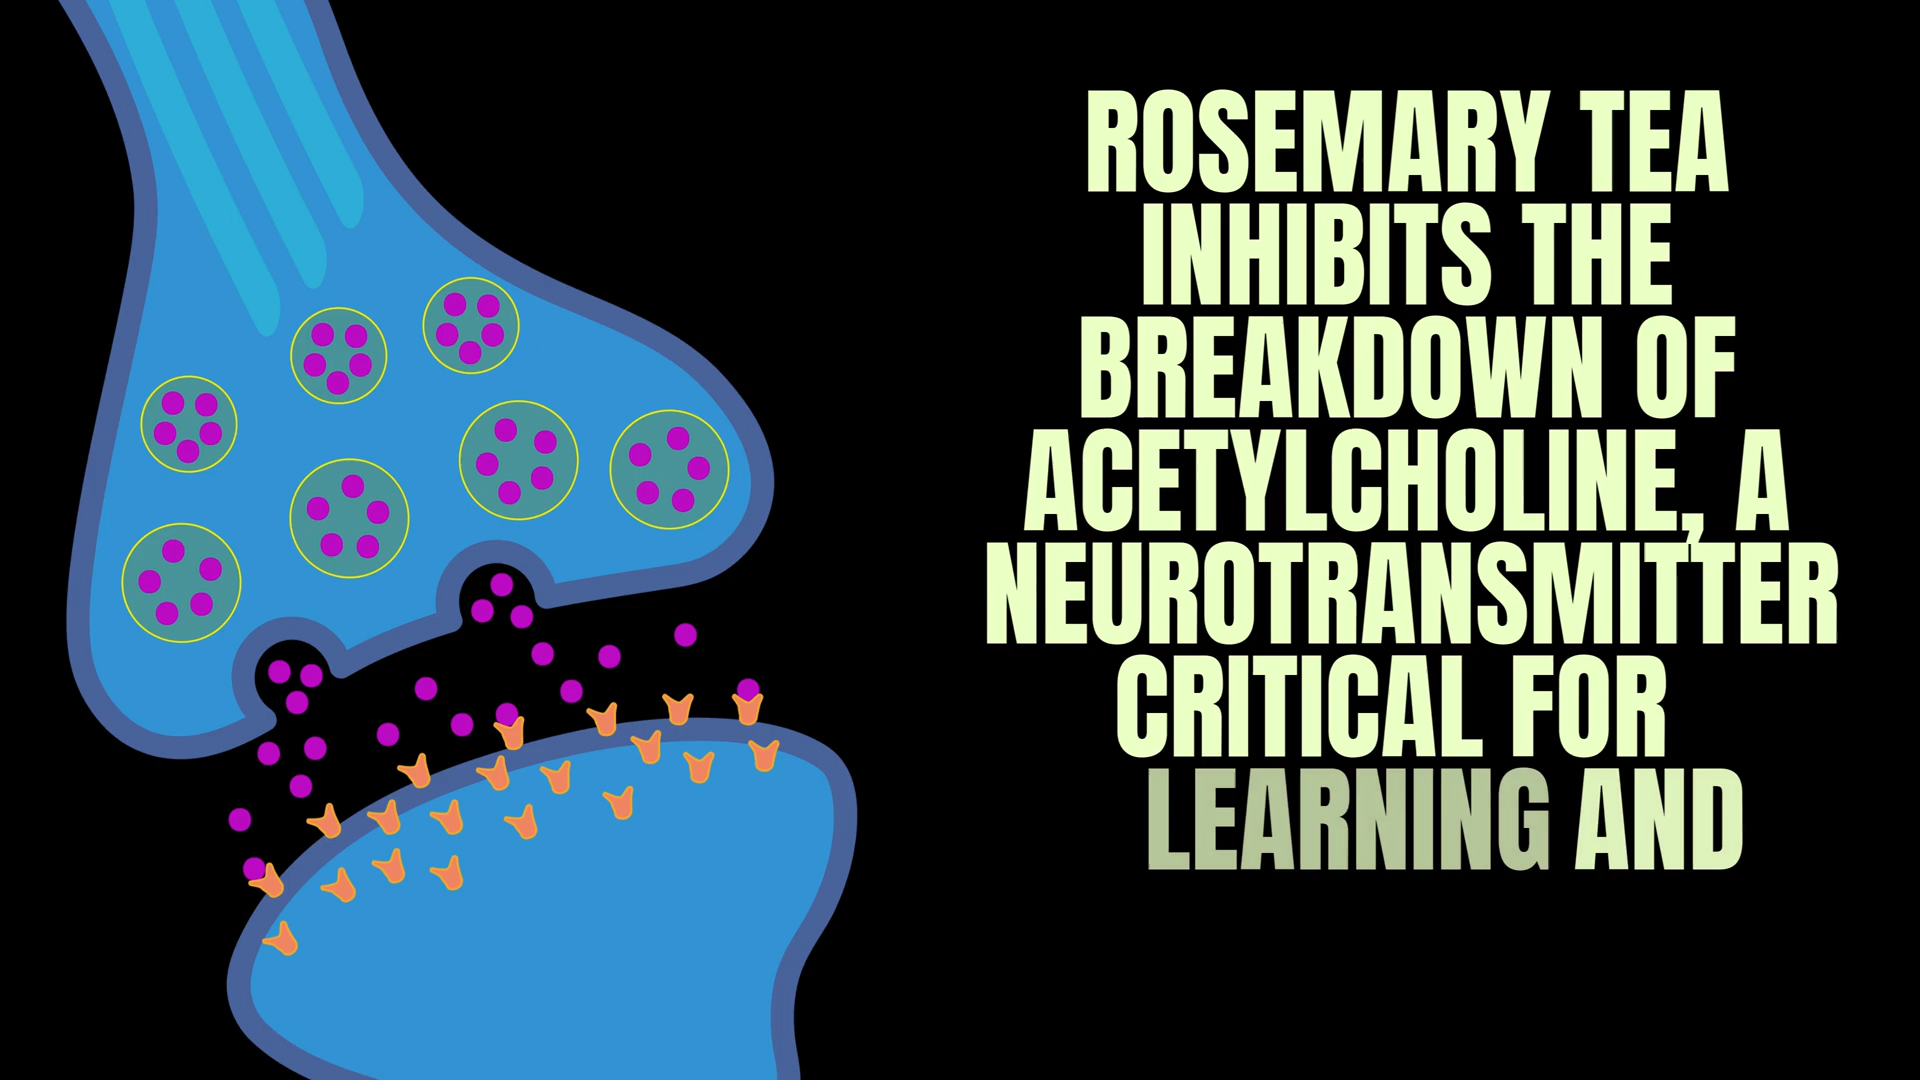 ROSEMARY TEA
INHIBITS THE
BREAKDOWN OF
ACETYLCHOLINE, A
NEUROTRANSMITTER
CRITICAL FOR
LEARNING AND